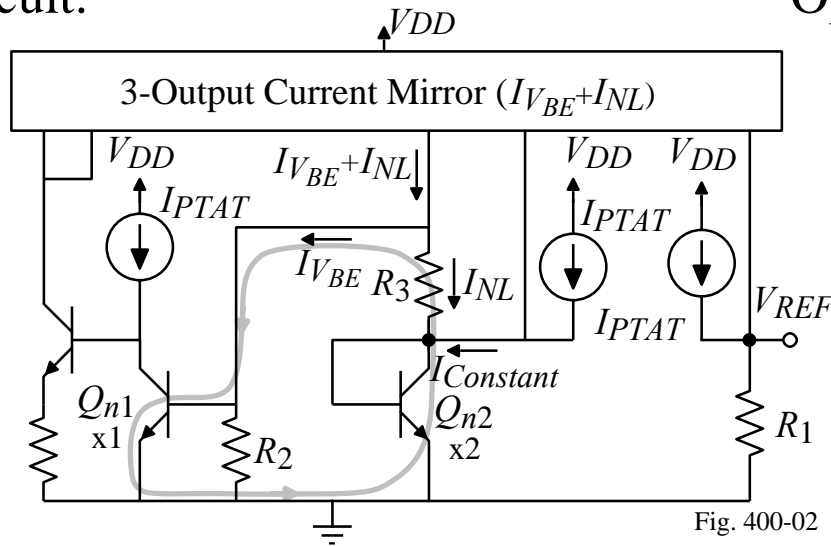 cuit.
VDD
3-Output Current Mirror (IVBE+INL)
VDD
IPTAT
IVBE+INL
VDD
VDD
IPTAT
IVBE
R3
INL
IPTAT
VREF
IConstant
Qn1
x1
R2
Qn2
x2
R1
Fig. 400-02